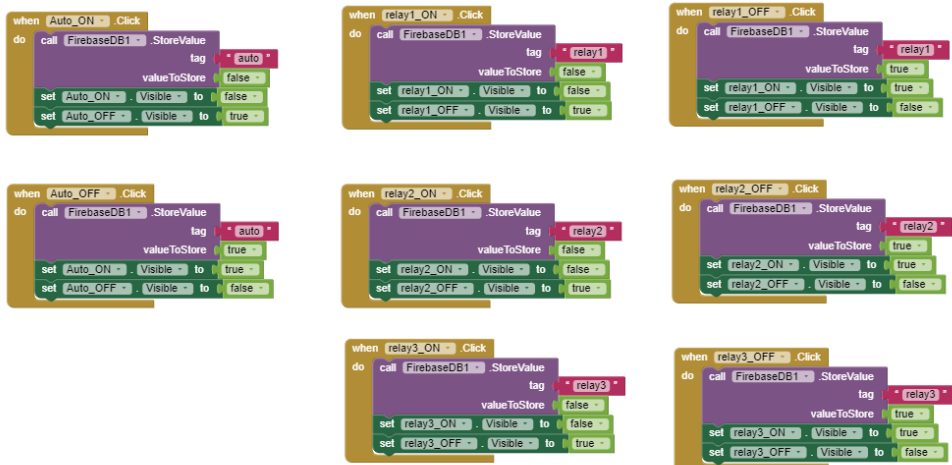 when Auto_ON .Click
do call FirebaseDB1 .StoreValue
tag " auto "
valueToStore false
set Auto_ON . Visible to false
set Auto_OFF . Visible to true
when relay1_ON .Click
do call FirebaseDB1 .StoreValue
tag " relay1 "
valueToStore false
set relay1_ON . Visible to false
set relay1_OFF . Visible to true
when relay1_OFF .Click
do call FirebaseDB1 .StoreValue
tag " relay1 "
valueToStore true
set relay1_ON . Visible to true
set relay1_OFF . Visible to false
when Auto_OFF .Click
do call FirebaseDB1 .StoreValue
tag " auto "
valueToStore true
set Auto_ON . Visible to true
set Auto_OFF . Visible to false
when relay2_ON .Click
do call FirebaseDB1 .StoreValue
tag " relay2 "
valueToStore false
set relay2_ON . Visible to false
set relay2_OFF . Visible to true
when relay2_OFF .Click
do call FirebaseDB1 .StoreValue
tag " relay2 "
valueToStore true
set relay2_ON . Visible to true
set relay2_OFF . Visible to false
when relay3_ON .Click
do call FirebaseDB1 .StoreValue
tag " relay3 "
valueToStore false
set relay3_ON . Visible to false
set relay3_OFF . Visible to true
when relay3_OFF .Click
do call FirebaseDB1 .StoreValue
tag " relay3 "
valueToStore true
set relay3_ON . Visible to true
set relay3_OFF . Visible to false